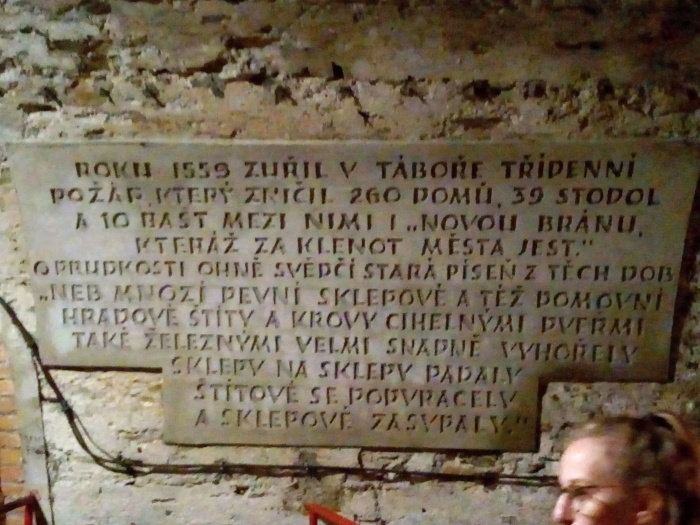 ROKU 1559 ZUŘIL V TÁBOŘE TŘÍDENNÍ
POŽÁR, KTERÝ ZNIČIL 260 DOMŮ, 39 STODOL
A 10 BAŠT MEZI NIMI I „NOVOU BRÁNU,
KTERÁŽ ZA KLENOT MĚSTA JEST.“
O PRUDKOSTI OHNĚ SVĚDČÍ STARÁ PÍSEŇ Z TĚCH DOB
„NEB MNOZÍ PEVNÍ SKLEPOVÉ A TÉŽ DOMOVNÍ
HRADOVÉ ŠTÍTY A KROVY CIHELNÝMI DVEŘMI
TAKÉ ŽELEZNÝMI VELMI SNADNĚ VYHOŘELY
SKLEPY NA SKLEPY PADALY
ŠTÍTOVÉ SE PODVRACELY
A SKLEPOVÉ ZASYPALY.“